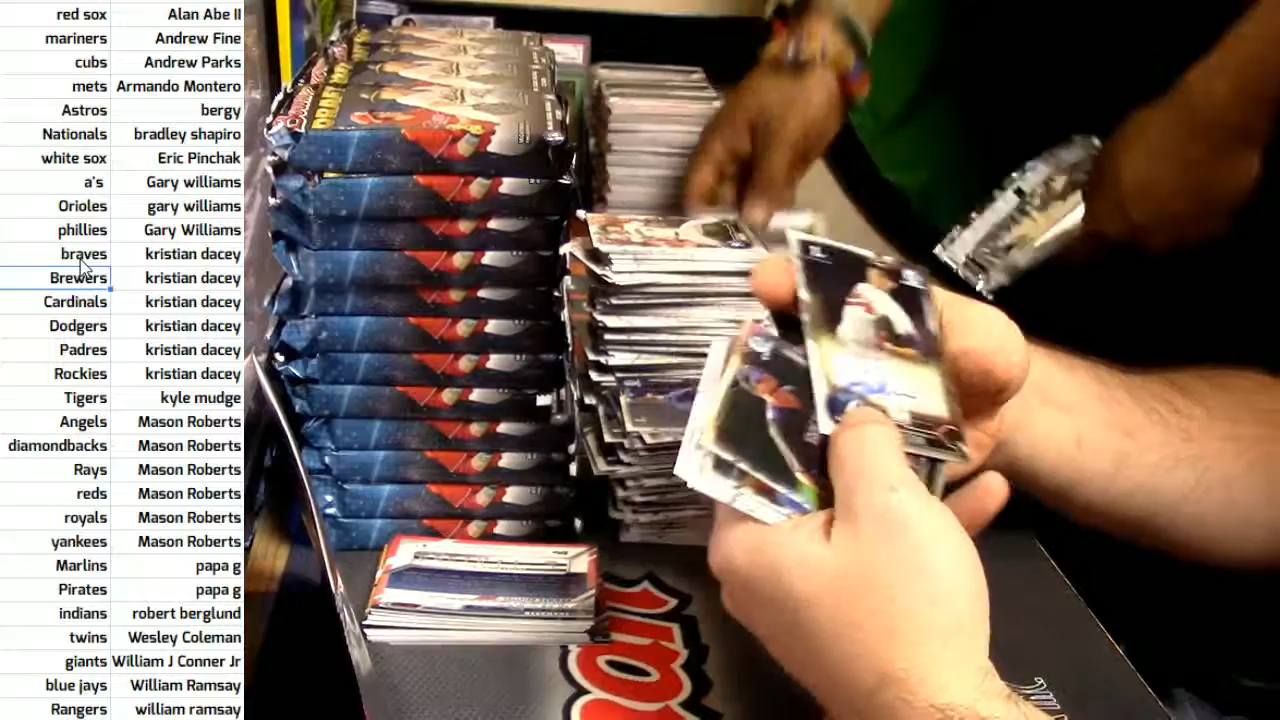 red sox Alan Abe II
mariners Andrew Fine
cubs Andrew Parks
mets Armando Montero
Astros bergy
Nationals bradley shapiro
white sox Eric Pinchak
a's Gary williams
Orioles gary williams
phillies Gary Williams
braves kristian dacey
Brewers kristian dacey
Cardinals kristian dacey
Dodgers kristian dacey
Padres kristian dacey
Rockies kristian dacey
Tigers kyle mudge
Angels Mason Roberts
diamondbacks Mason Roberts
Rays Mason Roberts
reds Mason Roberts
royals Mason Roberts
yankees Mason Roberts
Marlins papa g
Pirates papa g
indians robert berglund
twins Wesley Coleman
giants William J Conner Jr
blue jays William Ramsay
Rangers william ramsay